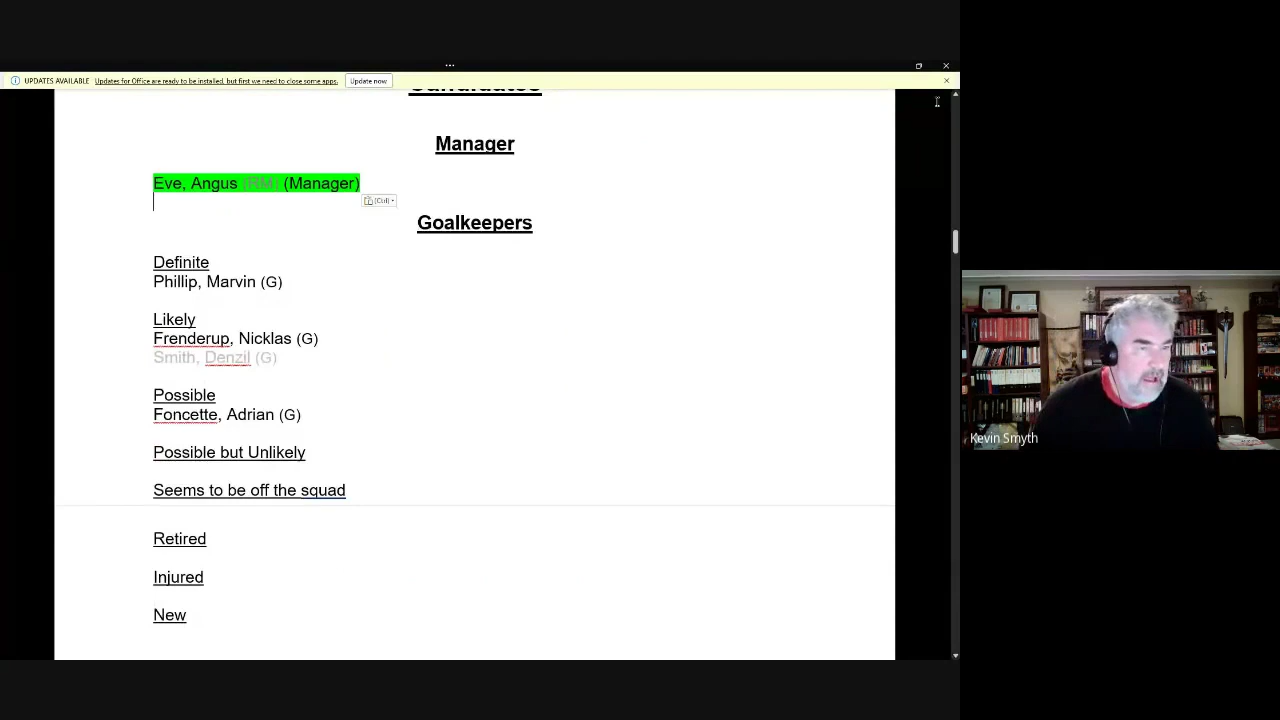 UPDATES AVAILABLE Updates for Office are ready to be installed, but first we need to close some apps. Update now
Candidates
Manager
Eve, Angus (RM) (Manager)
(Ctrl)
Goalkeepers
Definite
Phillip, Marvin (G)
Likely
Frenderup, Nicklas (G)
Smith, Denzil (G)
Possible
Foncette, Adrian (G)
Possible but Unlikely
Seems to be off the squad
Retired
Injured
New
Kevin Smyth